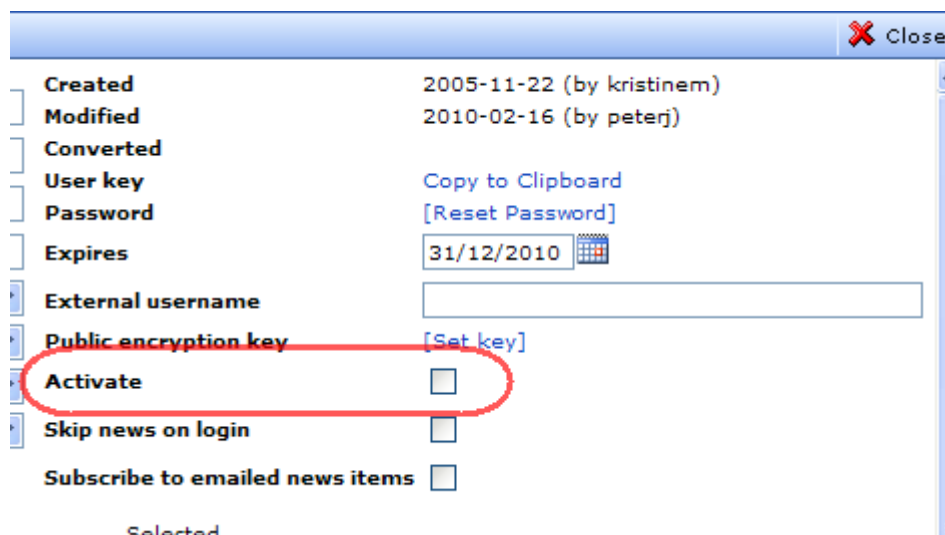 Close
Created 2005-11-22 (by kristinem)
Modified 2010-02-16 (by peterj)
Converted
User key Copy to Clipboard
Password [Reset Password]
Expires 31/12/2010
External username
Public encryption key [Set key]
Activate
Skip news on login
Subscribe to emailed news items
Selected